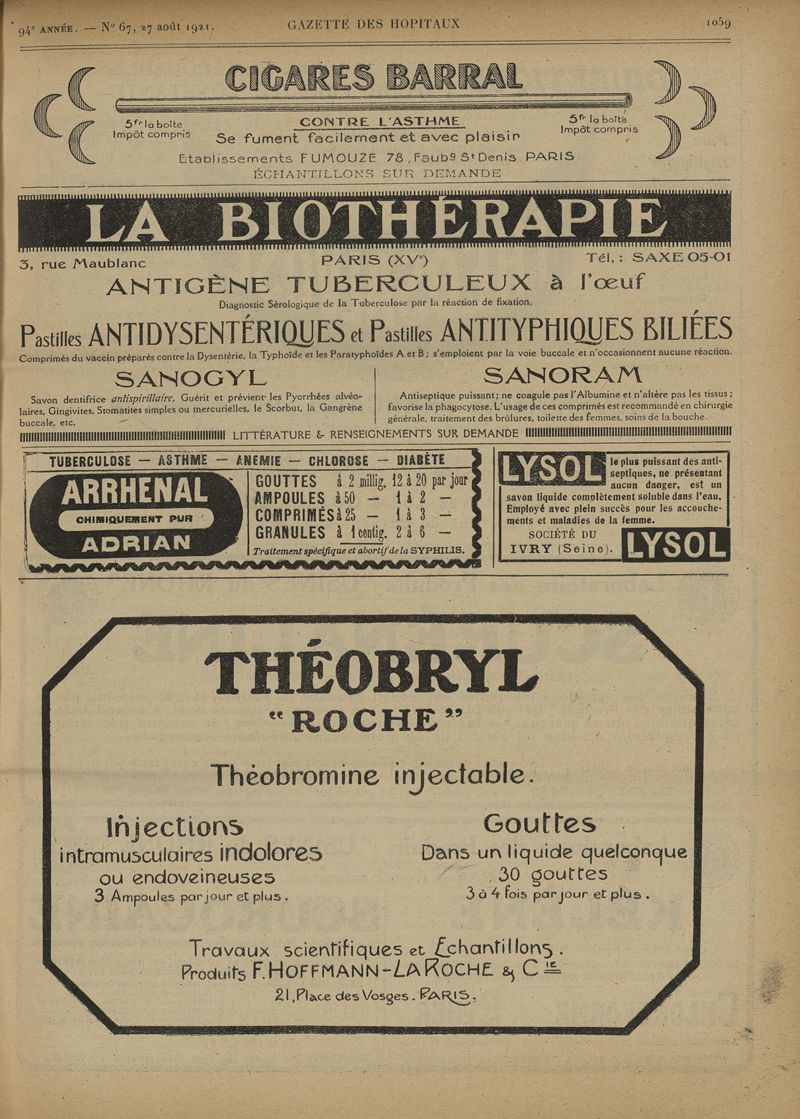 94e ANNÉE. — No 67, 27 août 1921.
GAZETTE DES HOPITAUX
1059
CIGARES BARRAL
5fr la boîte
Impôt compris
CONTRE L'ASTHME
5fr la boîte
Impôt compris
Se fument facilement et avec plaisir
Etablissements FUMOUZE 78, Faubg St Denis PARIS
ÉCHANTILLONS SUR DEMANDE
LA BIOTHÉRAPIE
3, rue Maublanc
PARIS (XVe)
Tél. : SAXE 05-01
ANTIGÈNE TUBERCULEUX à l'œuf
Diagnostic Sérologique de la Tuberculose par la réaction de fixation.
Pastilles ANTIDYSENTÉRIQUES et Pastilles ANTITYPHIQUES BILIÉES
Comprimés du vaccin préparés contre la Dysentérie, la Typhoïde et les Paratyphoïdes A et B ; s'emploient par la voie buccale et n'occasionnent aucune réaction.
SANOGYL
Savon dentifrice antispirillaire. Guérit et prévient les Pyorrhées alvéo-
laires, Gingivites, Stomatites simples ou mercurielles, le Scorbut, la Gangrène
buccale, etc.
SANORAM
Antiseptique puissant ; ne coagule pas l'Albumine et n'altère pas les tissus ;
favorise la phagocytose. L'usage de ces comprimés est recommandé en chirurgie
générale, traitement des brûlures, toilette des femmes, soins de la bouche.
LITTÉRATURE & RENSEIGNEMENTS SUR DEMANDE
TUBERCULOSE — ASTHME — ANEMIE — CHLOROSE — DIABÈTE
ARRHENAL
CHIMIQUEMENT PUR
ADRIAN
GOUTTES à 2 millig. 12 à 20 par jour
AMPOULES à 50 — 1 à 2 —
COMPRIMÉS à 25 — 1 à 3 —
GRANULES à 1 centig. 2 à 6 —
Traitement spécifique et abortif de la SYPHILIS.
LYSOL
le plus puissant des anti-
septiques, ne présentant
aucun danger, est un
savon liquide complètement soluble dans l'eau.
Employé avec plein succès pour les accouche-
ments et maladies de la femme.
SOCIÉTÉ DU
IVRY (Seine).
LYSOL
THÉOBRYL
"ROCHE"
Théobromine injectable.
Injections
intramusculaires indolores
ou endoveineuses
3 Ampoules par jour et plus.
Gouttes
Dans un liquide quelconque
30 gouttes
3 à 4 fois par jour et plus.
Travaux scientifiques et Echantillons.
Produits F. HOFFMANN-LA ROCHE & Cie
21, Place des Vosges. PARIS.